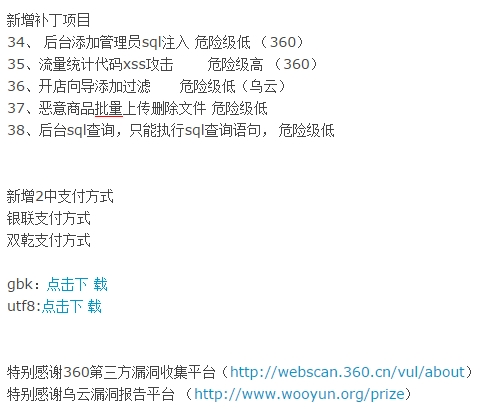 新增补丁项目
34、 后台添加管理员sql注入 危险级低 （360）
35、流量统计代码xss攻击 危险级高 （360）
36、开店向导添加过滤 危险级低（乌云）
37、恶意商品批量上传删除文件 危险级低
38、后台sql查询，只能执行sql查询语句， 危险级低
新增2中支付方式
银联支付方式
双乾支付方式
gbk：点击下 载
utf8:点击下 载
特别感谢360第三方漏洞收集平台（http://webscan.360.cn/vul/about）
特别感谢乌云漏洞报告平台 （http://www.wooyun.org/prize）